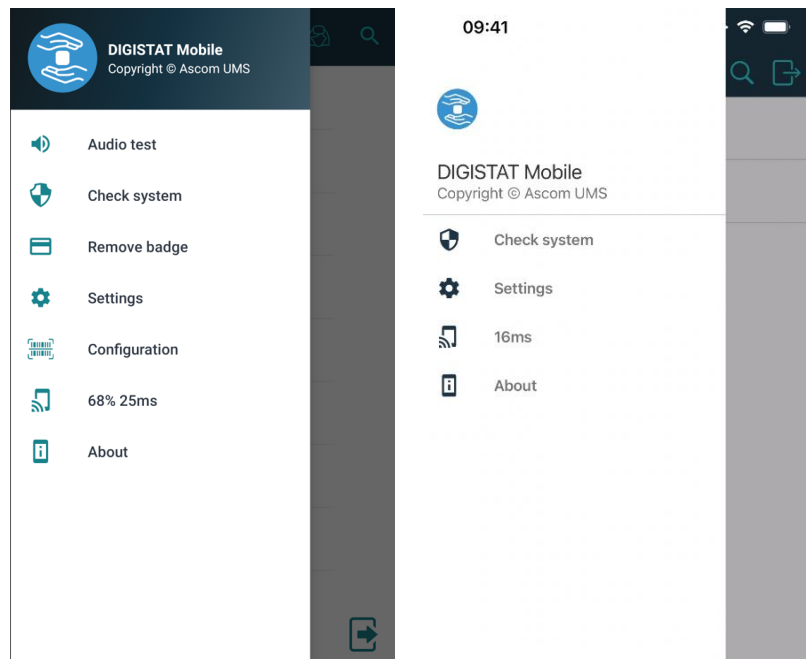 DIGISTAT Mobile
Copyright © Ascom UMS
Audio test
Check system
Remove badge
Settings
Configuration
68% 25ms
About
09:41
DIGISTAT Mobile
Copyright © Ascom UMS
Check system
Settings
16ms
About